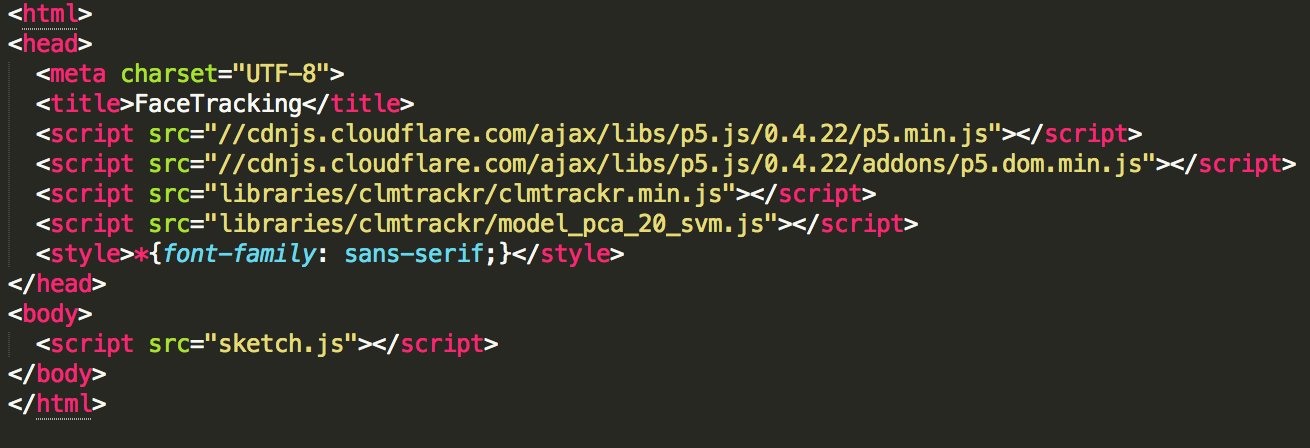 <html>
<head>
  <meta charset="UTF-8">
  <title>FaceTracking</title>
  <script src="//cdnjs.cloudflare.com/ajax/libs/p5.js/0.4.22/p5.min.js"></script>
  <script src="//cdnjs.cloudflare.com/ajax/libs/p5.js/0.4.22/addons/p5.dom.min.js"></script>
  <script src="libraries/clmtrackr/clmtrackr.min.js"></script>
  <script src="libraries/clmtrackr/model_pca_20_svm.js"></script>
  <style>*{font-family: sans-serif;}</style>
</head>
<body>
  <script src="sketch.js"></script>
</body>
</html>